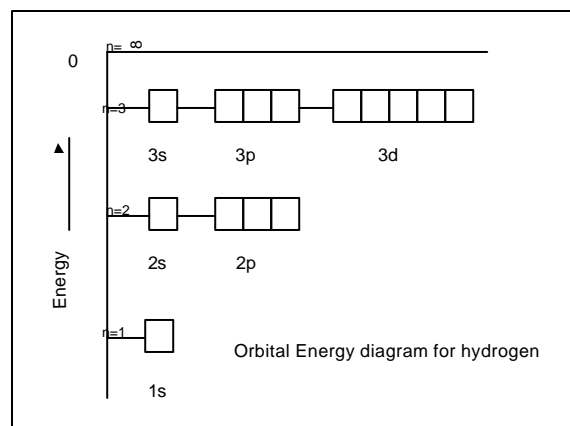 n= ∞
0
n=3
3s 3p 3d
n=2
2s 2p
Energy
n=1
Orbital Energy diagram for hydrogen
1s